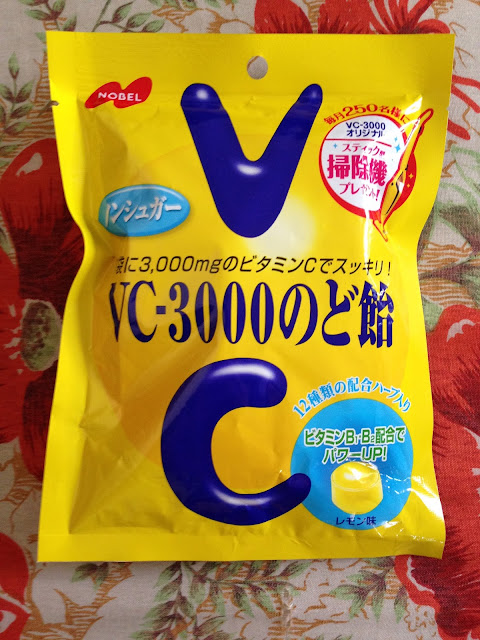 NOBEL
V
毎月250名様に
VC-3000
オリジナル
スティック型
掃除機
プレゼント!
ノンシュガー
袋に3,000mgのビタミンCでスッキリ!
VC-3000のど飴
C
12種類の配合ハーブ入り
ビタミンB₁・B₂配合で
パワーUP!
レモン味